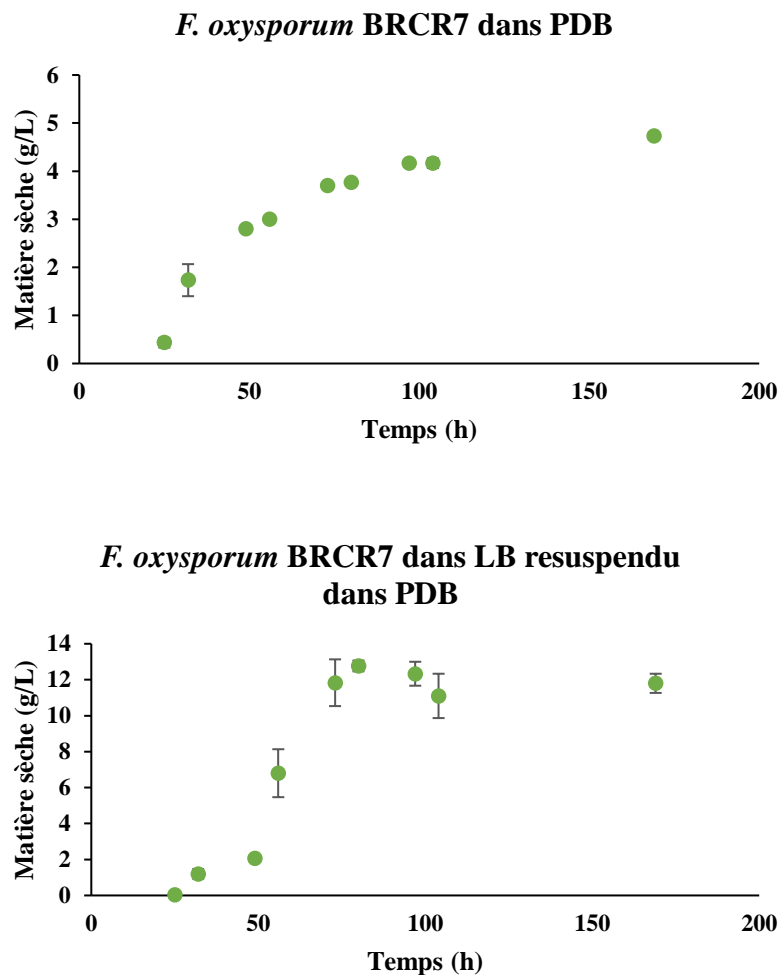 F. oxysporum BRCR7 dans PDB
6
5
4
3
2
1
0
0 50 100 150 200
Matière sèche (g/L)
Temps (h)
F. oxysporum BRCR7 dans LB resuspendu
dans PDB
14
12
10
8
6
4
2
0
0 50 100 150 200
Matière sèche (g/L)
Temps (h)